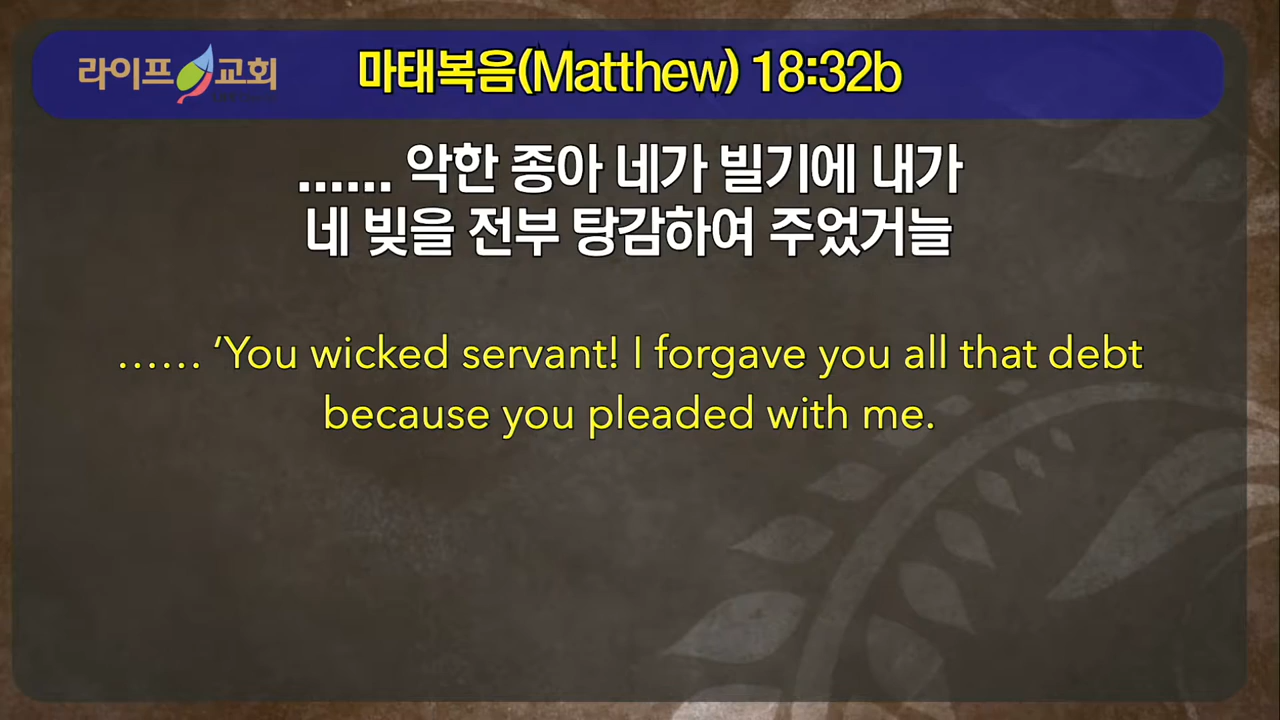 라이프 교회
마태복음(Matthew) 18:32b
...... 악한 종아 네가 빌기에 내가
네 빚을 전부 탕감하여 주었거늘
…… ‘You wicked servant! I forgave you all that debt
because you pleaded with me.